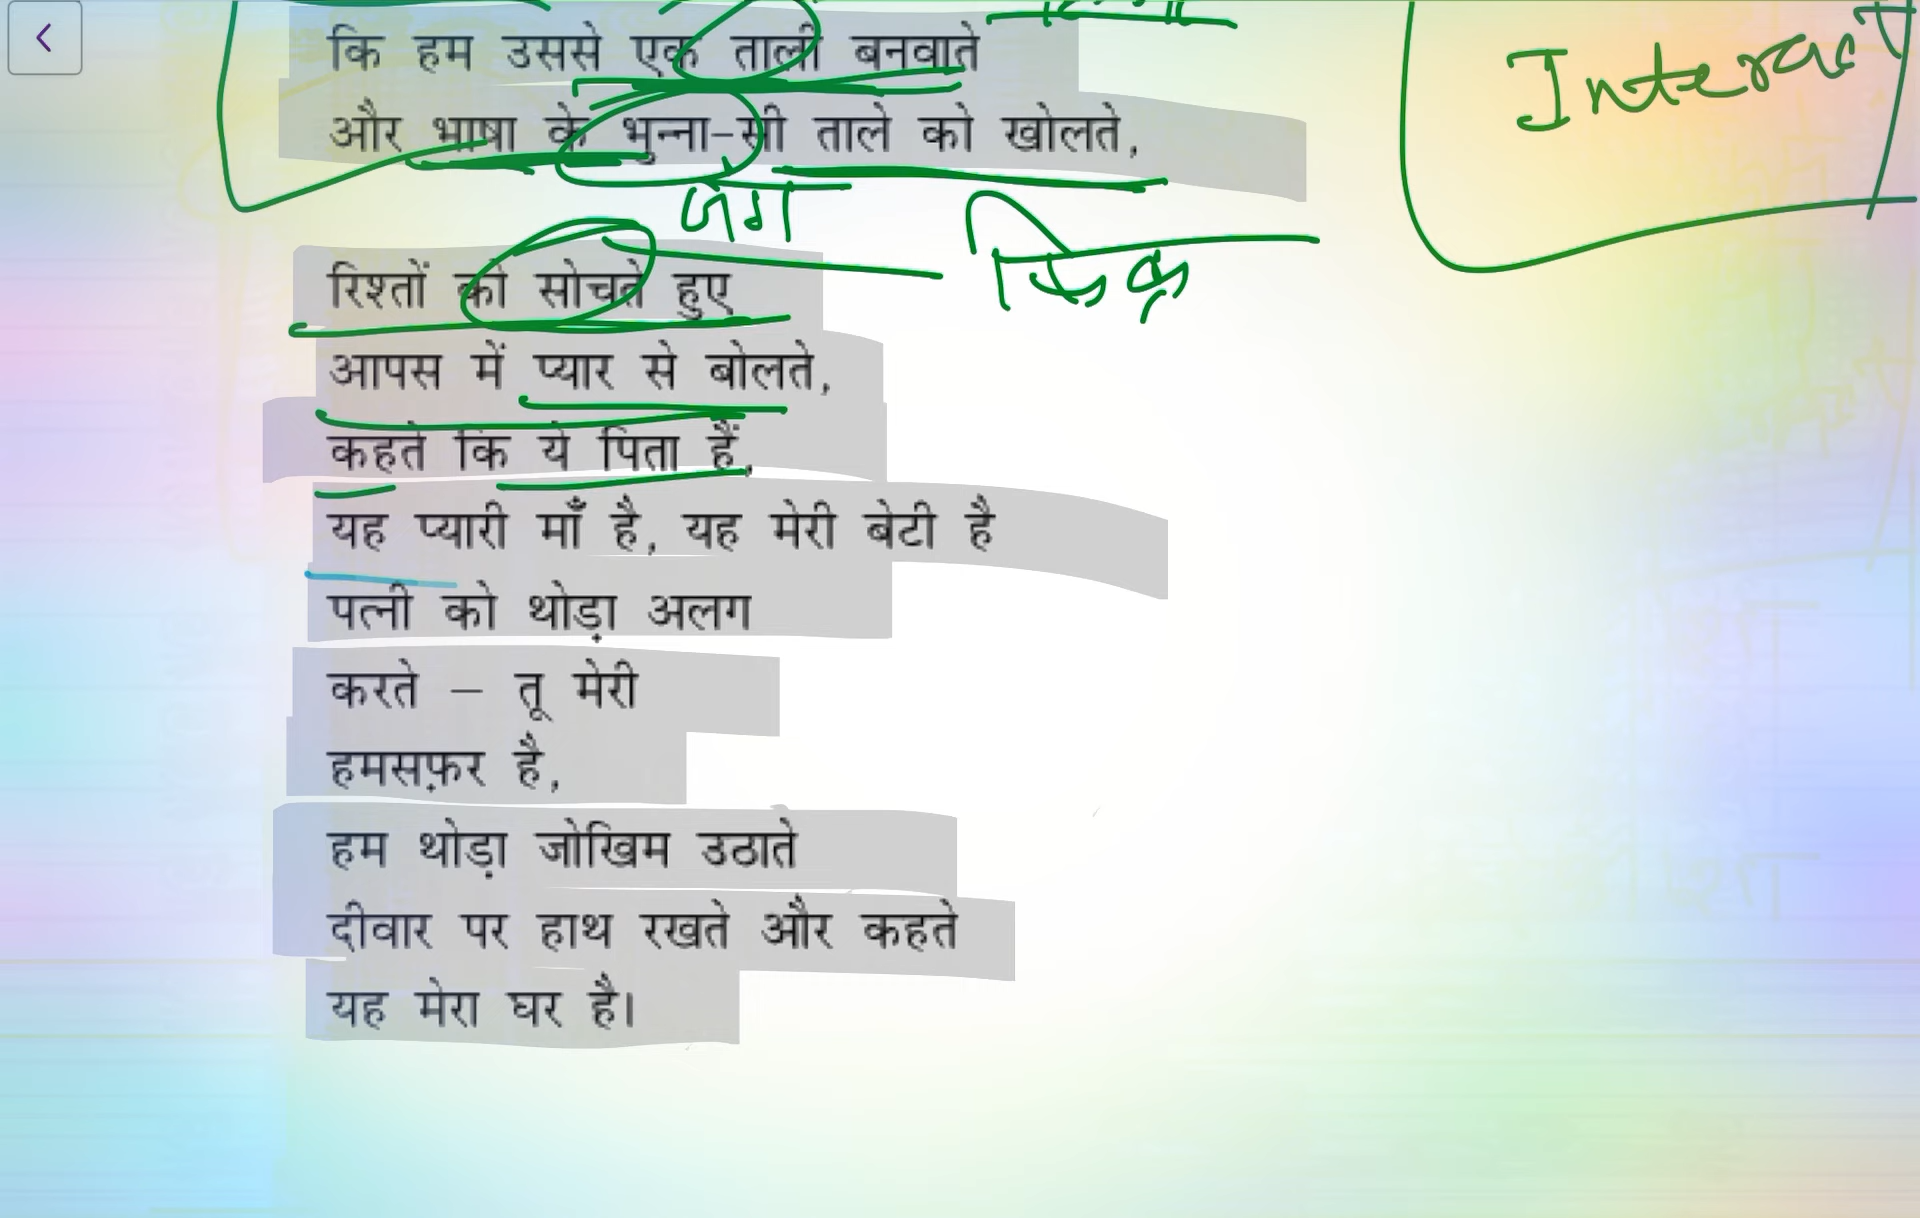 कि हम उससे एक ताली बनवाते
Interact
और भाषा के भुन्ना-सी ताले को खोलते,
जंग
फिक्र
रिश्तों को सोचते हुए
आपस में प्यार से बोलते,
कहते कि ये पिता हैं,
यह प्यारी माँ है, यह मेरी बेटी है
पत्नी को थोड़ा अलग
करते – तू मेरी
हमसफ़र है,
हम थोड़ा जोखिम उठाते
दीवार पर हाथ रखते और कहते
यह मेरा घर है।